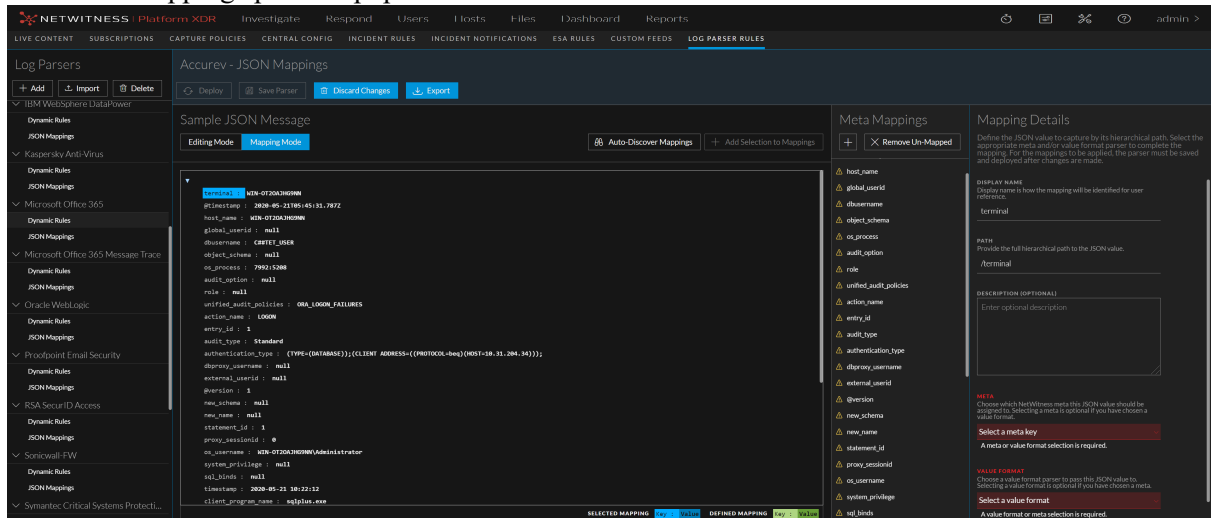 NETWITNESS | Platform XDR Investigate Respond Users Hosts Files Dashboard Reports admin >
LIVE CONTENT SUBSCRIPTIONS CAPTURE POLICIES CENTRAL CONFIG INCIDENT RULES INCIDENT NOTIFICATIONS ESA RULES CUSTOM FEEDS LOG PARSER RULES
Log Parsers
+ Add Import Delete
IBM WebSphere DataPower
Dynamic Rules
JSON Mappings
Kaspersky Anti-Virus
Dynamic Rules
JSON Mappings
Microsoft Office 365
Dynamic Rules
JSON Mappings
Microsoft Office 365 Message Trace
Dynamic Rules
JSON Mappings
Oracle WebLogic
Dynamic Rules
JSON Mappings
Proofpoint Email Security
Dynamic Rules
JSON Mappings
RSA SecurID Access
Dynamic Rules
JSON Mappings
Sonicwall-FW
Dynamic Rules
JSON Mappings
Symantec Critical Systems Protecti...
Accurev - JSON Mappings
Deploy Save Parser Discard Changes Export
Sample JSON Message
Editing Mode Mapping Mode Auto-Discover Mappings + Add Selection to Mappings
terminal : WIN-OT2OAJHG9NN
@timestamp : 2020-05-21T05:45:31.787Z
host_name : WIN-OT2OAJHG9NN
global_userid : null
dbusername : C##TET_USER
object_schema : null
os_process : 7992:5208
audit_option : null
role : null
unified_audit_policies : ORA_LOGON_FAILURES
action_name : LOGON
entry_id : 1
audit_type : Standard
authentication_type : (TYPE=(DATABASE));(CLIENT ADDRESS=((PROTOCOL=beq)(HOST=10.31.204.34)));
dbproxy_username : null
external_userid : null
@version : 1
new_schema : null
new_name : null
statement_id : 1
proxy_sessionid : 0
os_username : WIN-OT2OAJHG9NN\Administrator
system_privilege : null
sql_binds : null
timestamp : 2020-05-21 10:22:12
client_program_name : sqlplus.exe
SELECTED MAPPING Key : Value DEFINED MAPPING Key : Value
Meta Mappings
+ Remove Un-Mapped
host_name
global_userid
dbusername
object_schema
os_process
audit_option
role
unified_audit_policies
action_name
entry_id
audit_type
authentication_type
dbproxy_username
external_userid
@version
new_schema
new_name
statement_id
proxy_sessionid
os_username
system_privilege
sql_binds
Mapping Details
Define the JSON value to capture by its hierarchical path. Select the
appropriate meta and/or value format parser to complete the
mapping. For the mappings to be applied, the parser must be saved
and deployed after changes are made.
DISPLAY NAME
Display name is how the mapping will be identified for user
reference.
terminal
PATH
Provide the full hierarchical path to the JSON value.
/terminal
DESCRIPTION (OPTIONAL)
Enter optional description
META
Choose which NetWitness meta this JSON value should be
assigned to. Selecting a meta is optional if you have chosen a
value format.
Select a meta key
A meta or value format selection is required.
VALUE FORMAT
Choose a value format parser to pass this JSON value to.
Selecting a value format is optional if you have chosen a meta.
Select a value format
A value format or meta selection is required.